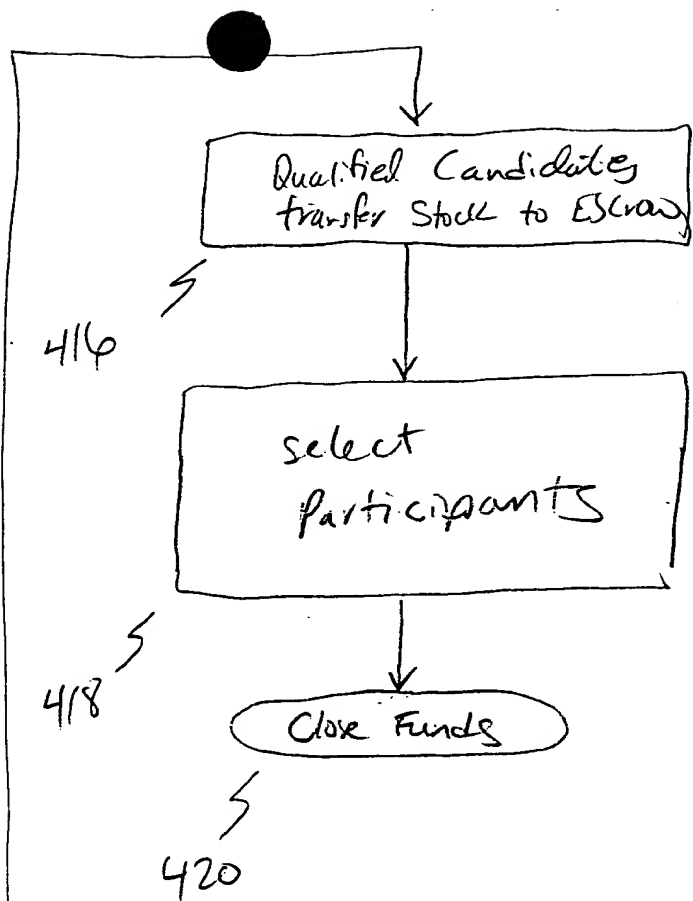 Qualified Candidates
transfer Stock to Escrow
416
select
Participants
418
Close Funds
420